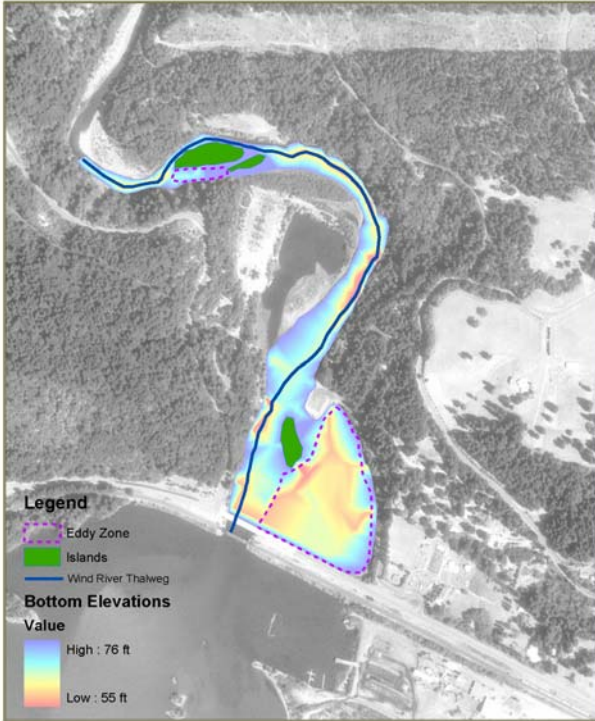 Legend
Eddy Zone
Islands
Wind River Thalweg
Bottom Elevations
Value
High : 76 ft
Low : 55 ft